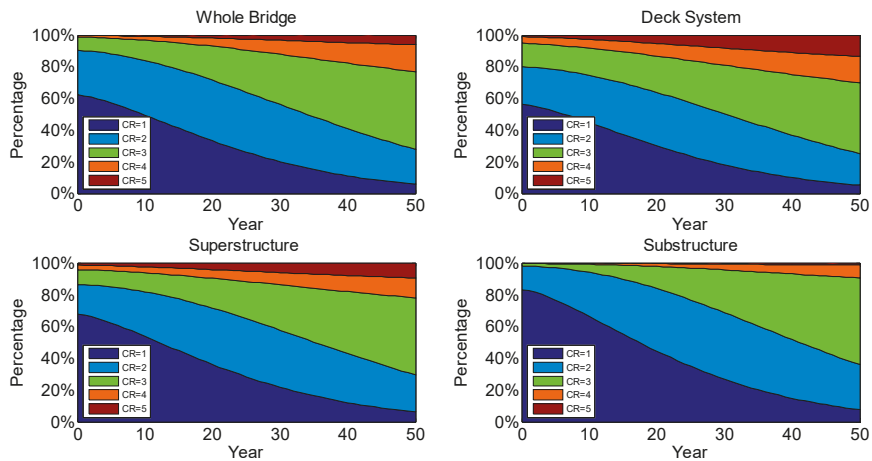 Whole Bridge
100%
80%
60%
40%
20%
0%
Percentage
CR=1
CR=2
CR=3
CR=4
CR=5
0 10 20 30 40 50
Year
Deck System
100%
80%
60%
40%
20%
0%
Percentage
CR=1
CR=2
CR=3
CR=4
CR=5
0 10 20 30 40 50
Year
Superstructure
100%
80%
60%
40%
20%
0%
Percentage
CR=1
CR=2
CR=3
CR=4
CR=5
0 10 20 30 40 50
Year
Substructure
100%
80%
60%
40%
20%
0%
Percentage
CR=1
CR=2
CR=3
CR=4
CR=5
0 10 20 30 40 50
Year